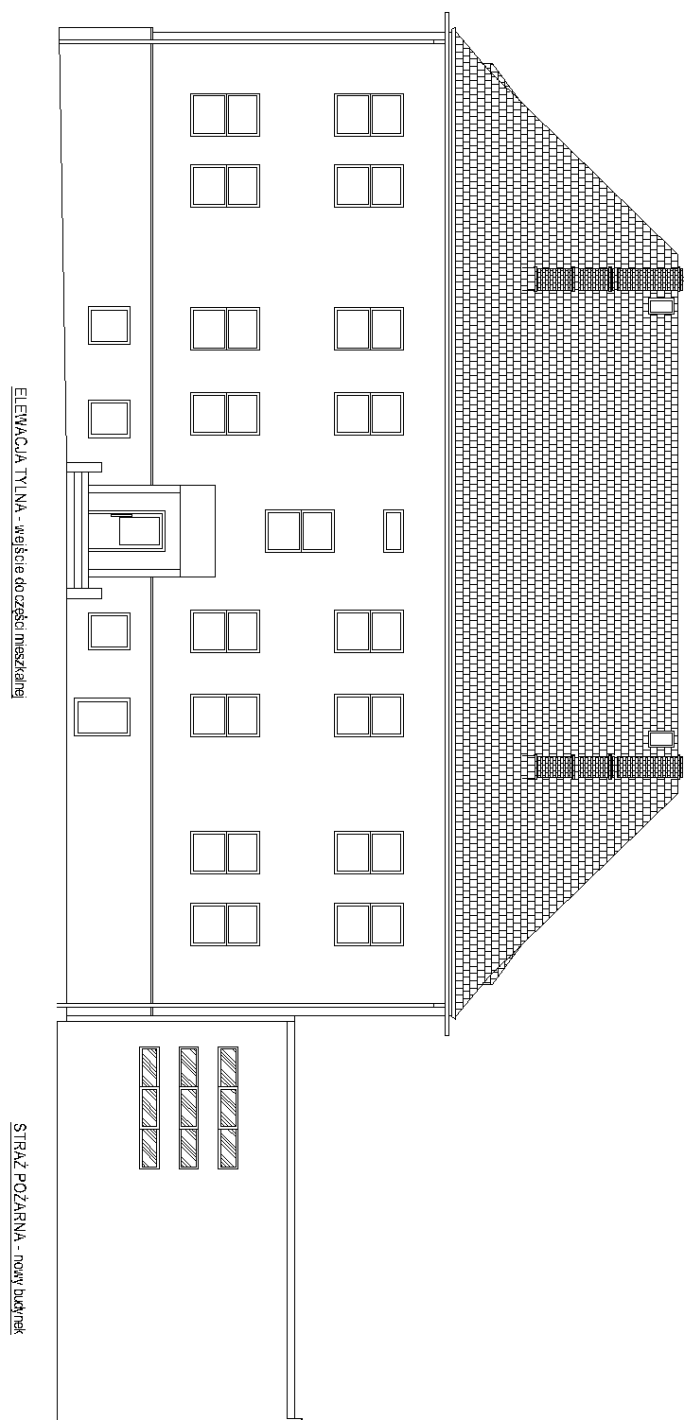 ELEWACJA TYLNA - wejście do części mieszkalnej
STRAŻ POŻARNA - nowy budynek